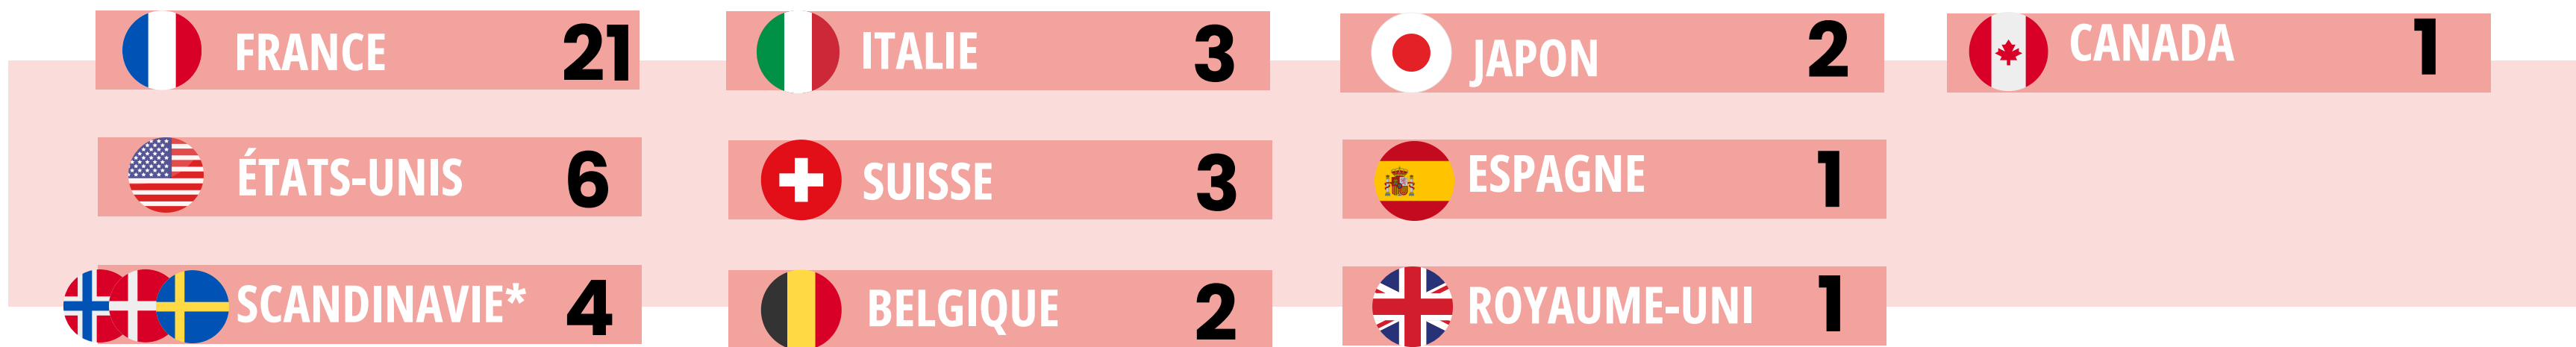 FRANCE 21
ÉTATS-UNIS 6
SCANDINAVIE* 4
ITALIE 3
SUISSE 3
BELGIQUE 2
JAPON 2
ESPAGNE 1
ROYAUME-UNI 1
CANADA 1